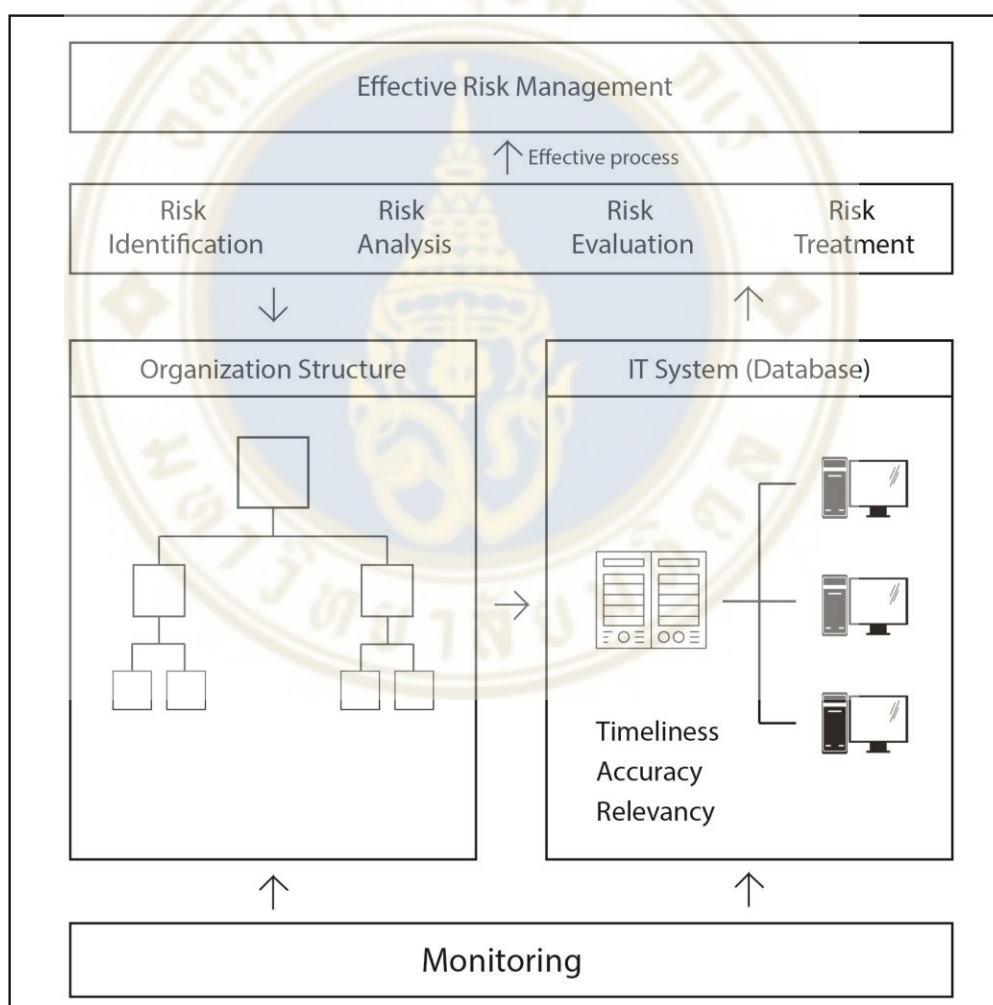 Effective Risk Management
Effective process
Risk
Identification
Risk
Analysis
Risk
Evaluation
Risk
Treatment
Organization Structure
IT System (Database)
Timeliness
Accuracy
Relevancy
Monitoring